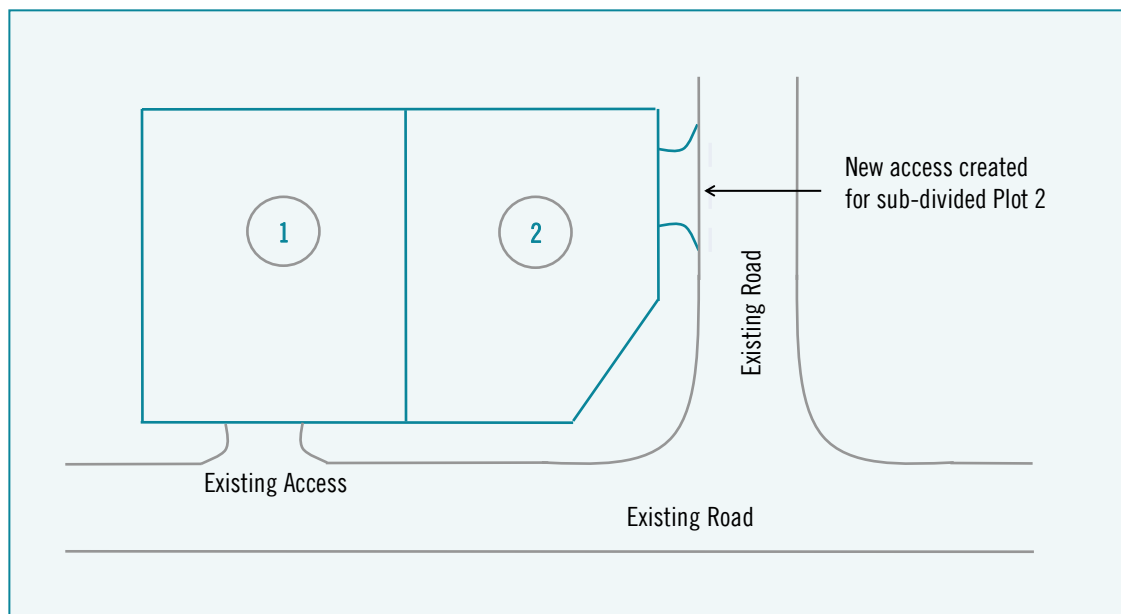 New access created
for sub-divided Plot 2
1
2
Existing Road
Existing Access
Existing Road